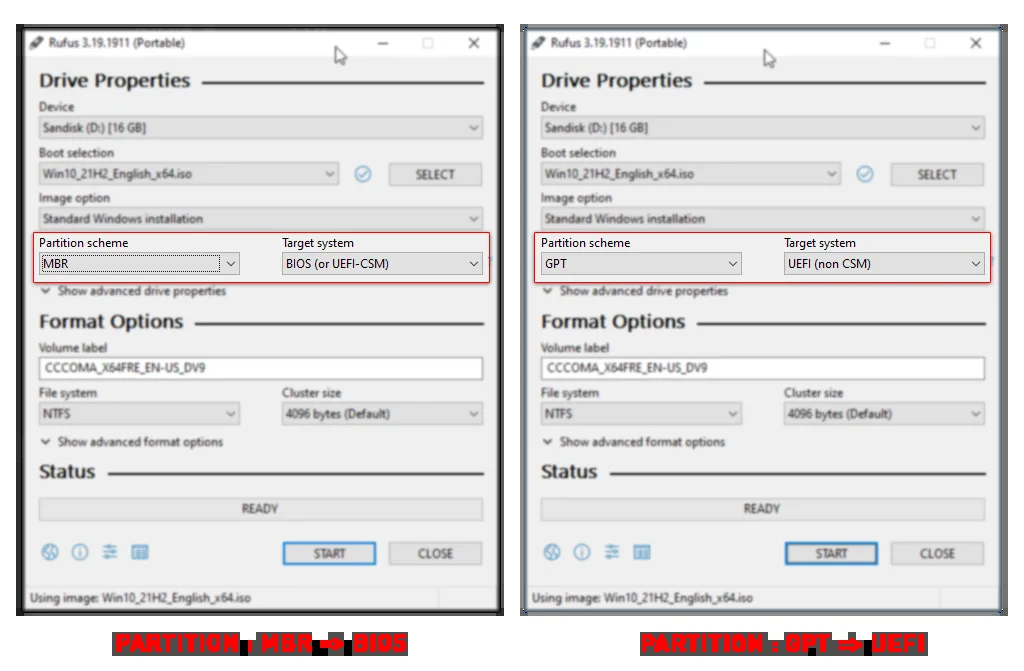 Rufus 3.19.1911 (Portable)
Drive Properties
Device
Sandisk (D:) [16 GB]
Boot selection
Win10_21H2_English_x64.iso
SELECT
Image option
Standard Windows installation
Partition scheme
Target system
MBR
BIOS (or UEFI-CSM)
?
Show advanced drive properties
Format Options
Volume label
CCCOMA_X64FRE_EN-US_DV9
File system
Cluster size
NTFS
4096 bytes (Default)
Show advanced format options
Status
READY
START
CLOSE
Using image: Win10_21H2_English_x64.iso
PARTITION : MBR => BIOS
Rufus 3.19.1911 (Portable)
Drive Properties
Device
Sandisk (D:) [16 GB]
Boot selection
Win10_21H2_English_x64.iso
SELECT
Image option
Standard Windows installation
Partition scheme
Target system
GPT
UEFI (non CSM)
Show advanced drive properties
Format Options
Volume label
CCCOMA_X64FRE_EN-US_DV9
File system
Cluster size
NTFS
4096 bytes (Default)
Show advanced format options
Status
READY
START
CLOSE
Using image: Win10_21H2_English_x64.iso
PARTITION : GPT => UEFI